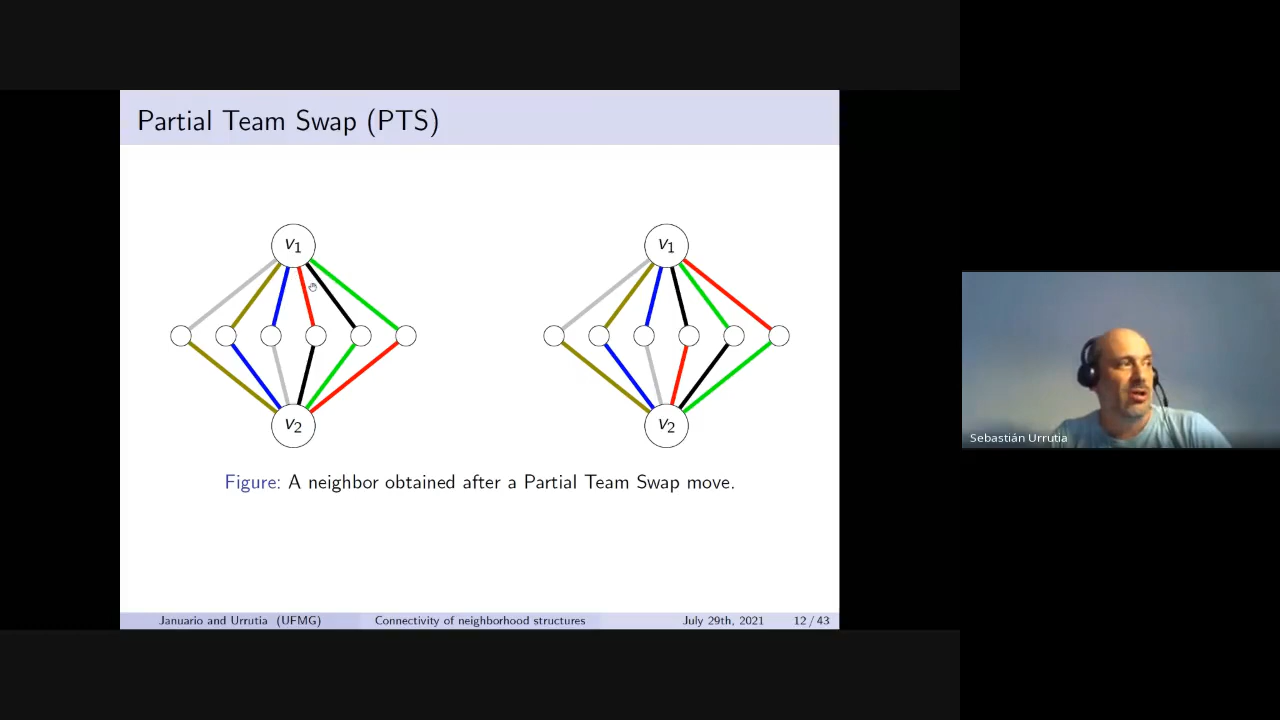 Partial Team Swap (PTS)
v1
v1
v2
v2
Figure: A neighbor obtained after a Partial Team Swap move.
Januario and Urrutia (UFMG) Connectivity of neighborhood structures July 29th, 2021 12 / 43
Sebastián Urrutia